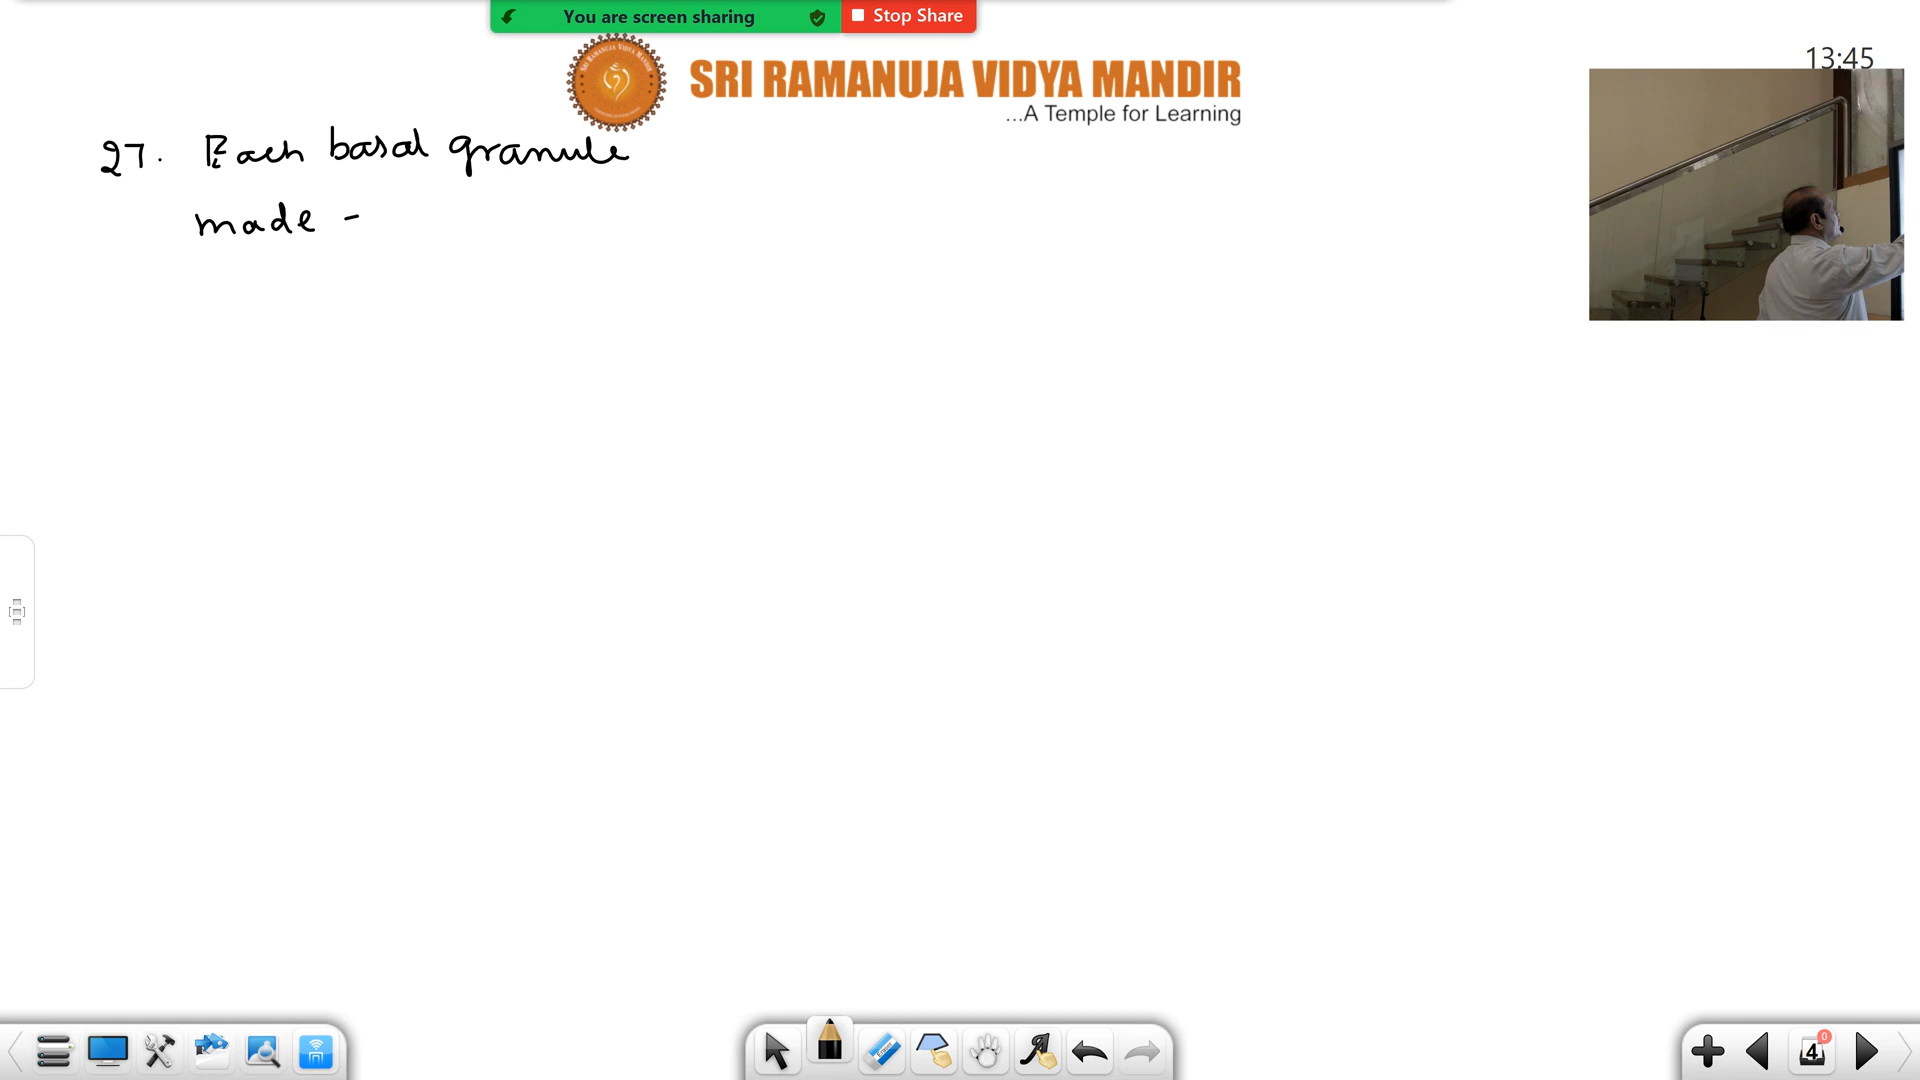 You are screen sharing
Stop Share
SRI RAMANUJA VIDYA MANDIR
...A Temple for Learning
13:45
27. Each basal granule
made -
4
0